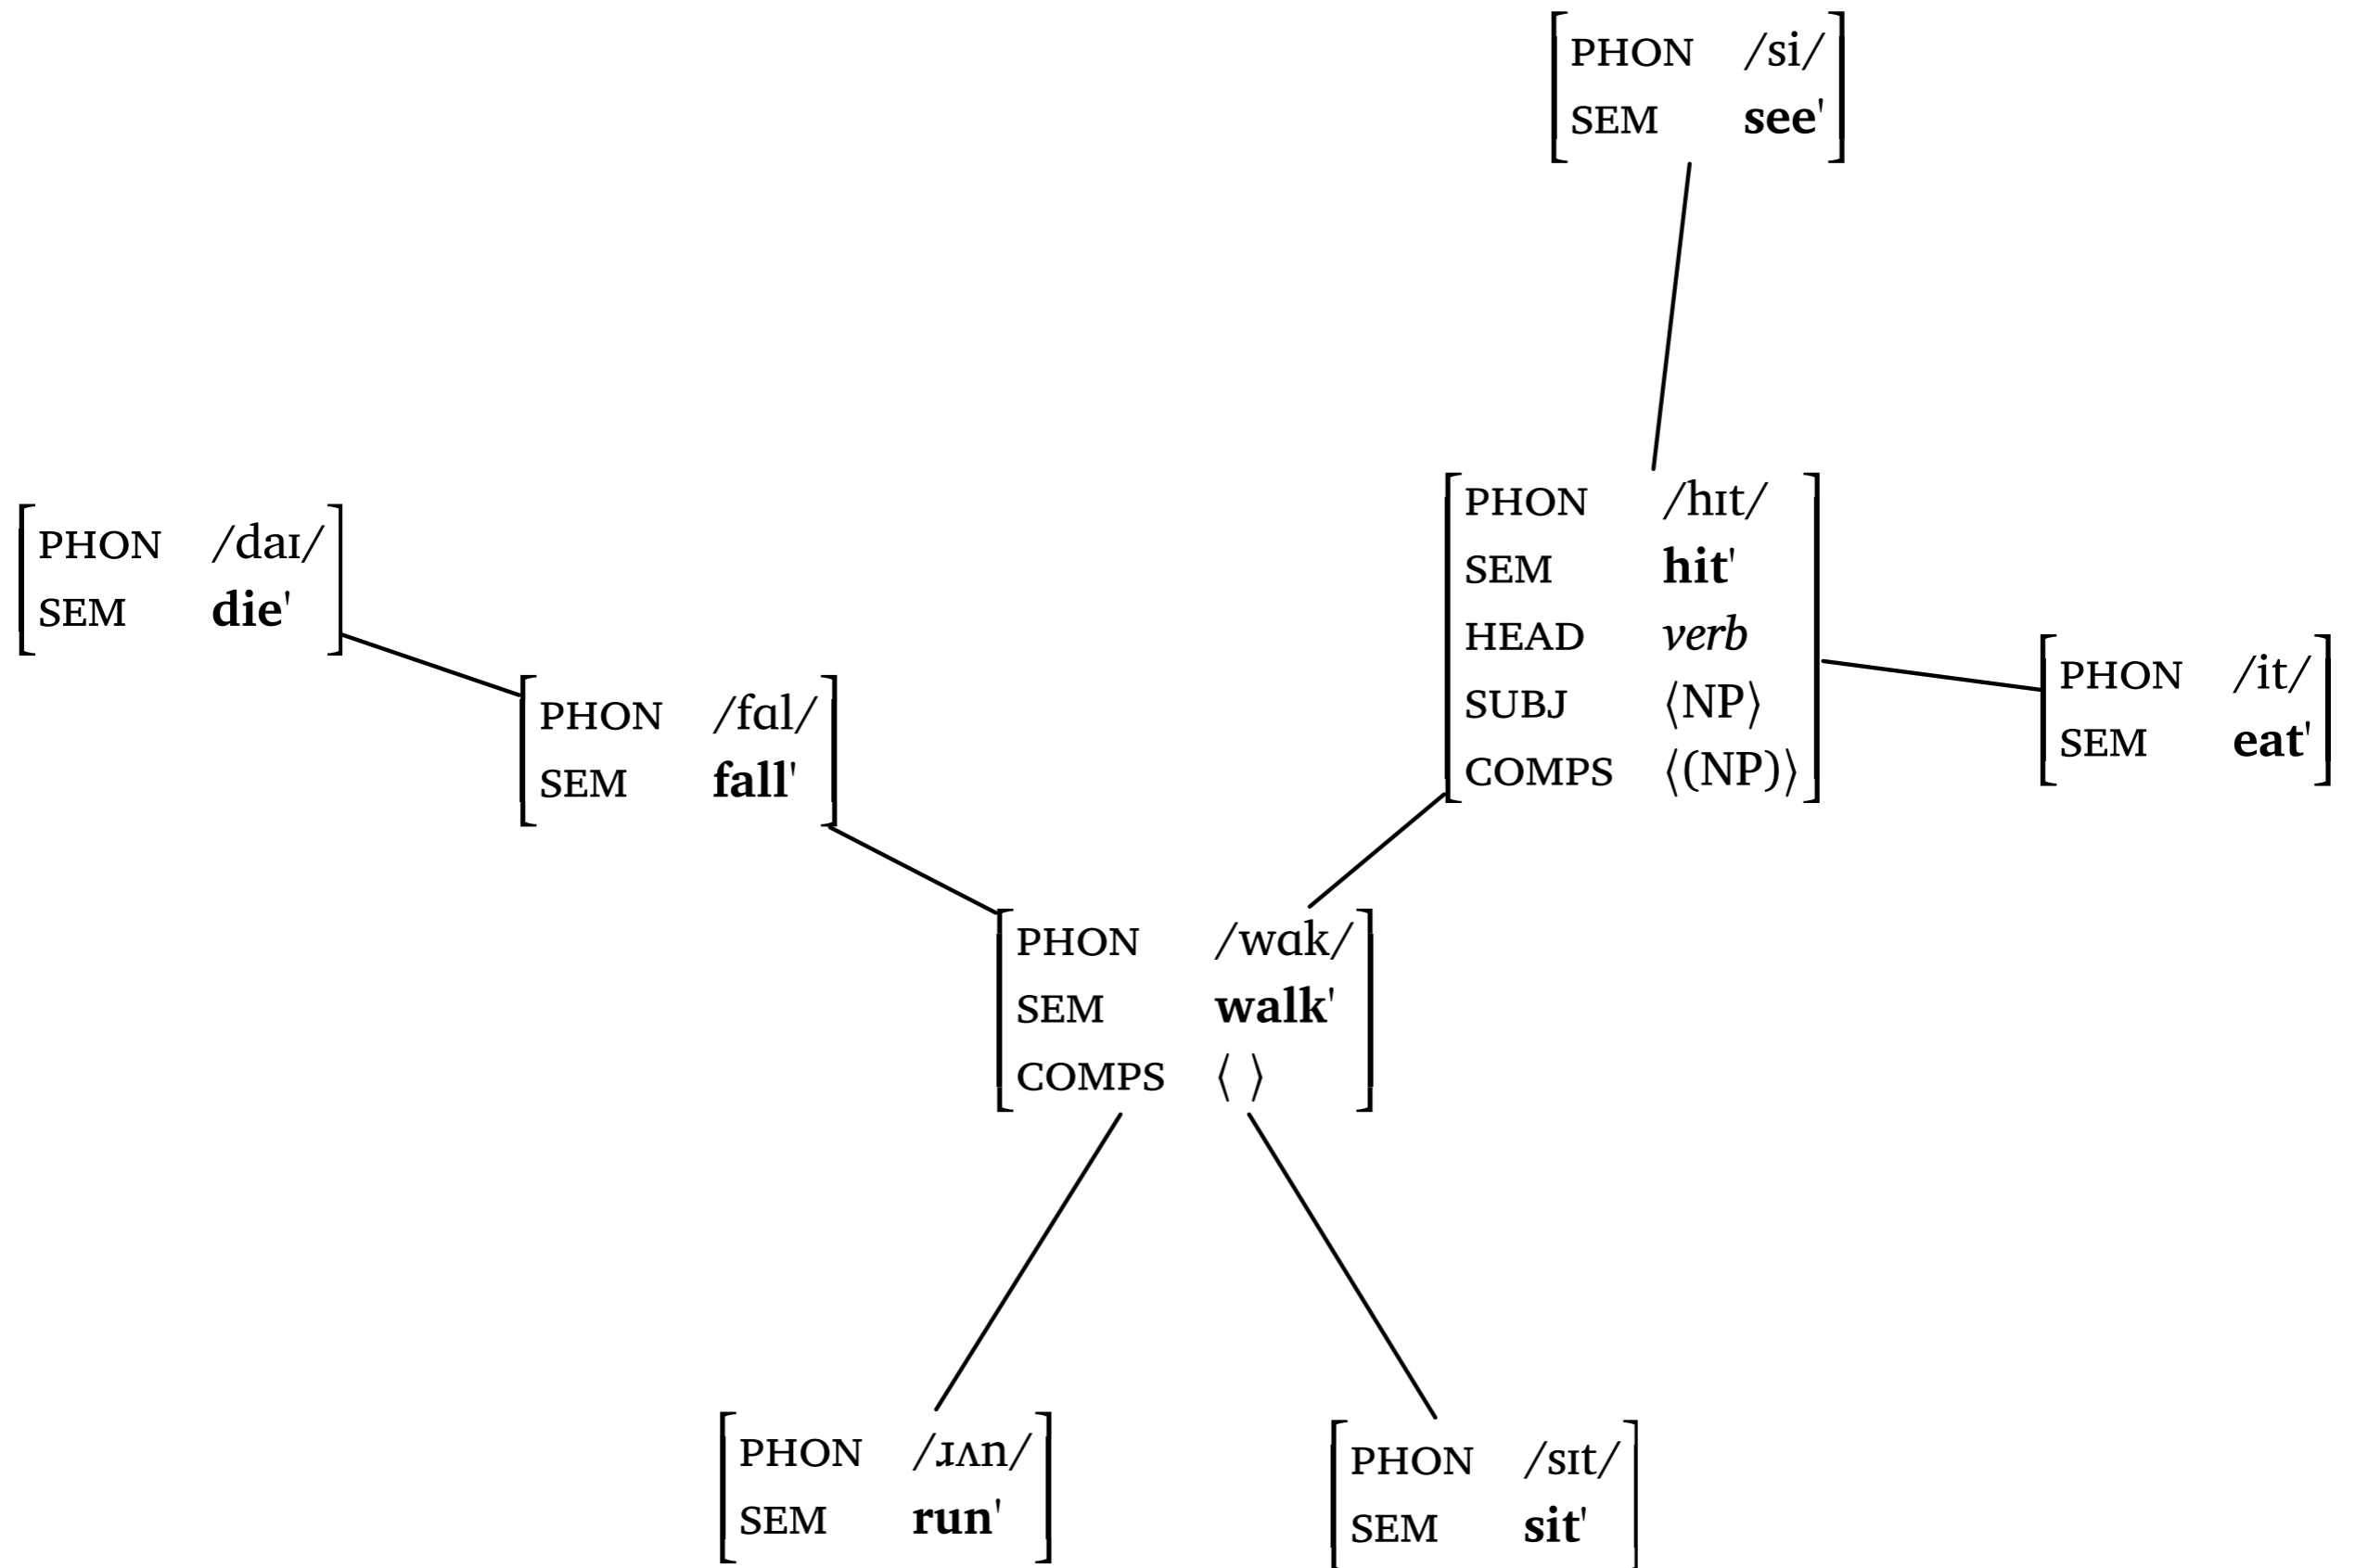 PHON /si/
SEM see'
PHON /daɪ/
SEM die'
PHON /fɑl/
SEM fall'
PHON /hɪt/
SEM hit'
HEAD verb
SUBJ ⟨NP⟩
COMPS ⟨(NP)⟩
PHON /it/
SEM eat'
PHON /wɑk/
SEM walk'
COMPS ⟨ ⟩
PHON /ɹʌn/
SEM run'
PHON /sɪt/
SEM sit'